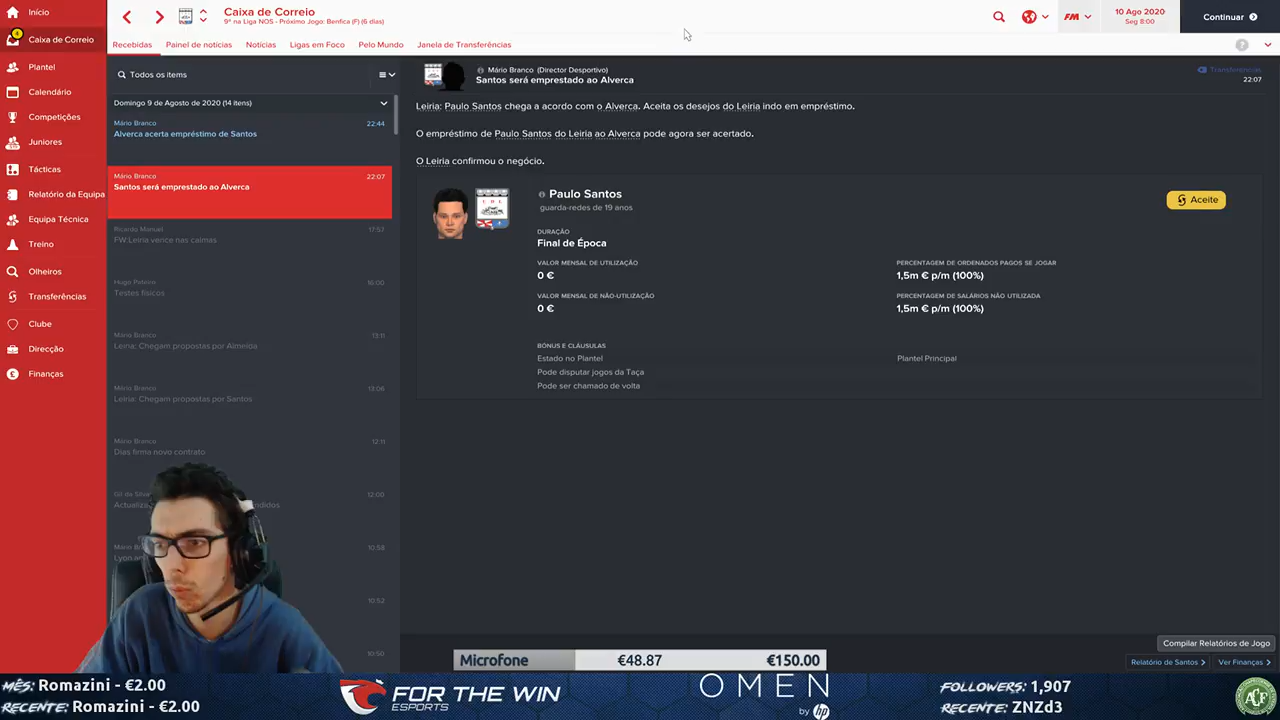 Início
Caixa de Correio
Plantel
Calendário
Competições
Juniores
Tácticas
Relatório da Equipa
Equipa Técnica
Treino
Olheiros
Transferências
Clube
Direcção
Finanças
Caixa de Correio
9º na Liga NOS - Próximo Jogo: Benfica (F) (6 dias)
FM
10 Ago 2020
Seg 8:00
Continuar
Recebidas
Painel de notícias
Notícias
Ligas em Foco
Pelo Mundo
Janela de Transferências
Todos os items
Domingo 9 de Agosto de 2020 (14 itens)
Mário Branco 22:44
Alverca acerta empréstimo de Santos
Mário Branco 22:07
Santos será emprestado ao Alverca
Ricardo Manuel 17:57
FW: Leiria vence nas calmas
16:00
Testes físicos
Mário Branco 13:11
Leiria: Chegam propostas por Almeida
Mário Branco 13:06
Leiria: Chegam propostas por Santos
Mário Branco 12:11
Dias firma novo contrato
Gil da Silva 12:00
10:58
10:52
10:50
Mário Branco (Director Desportivo)
Santos será emprestado ao Alverca
Transferências
22:07
Leiria: Paulo Santos chega a acordo com o Alverca. Aceita os desejos do Leiria indo em empréstimo.
O empréstimo de Paulo Santos do Leiria ao Alverca pode agora ser acertado.
O Leiria confirmou o negócio.
Paulo Santos
guarda-redes de 19 anos
Aceite
DURAÇÃO
Final de Época
VALOR MENSAL DE UTILIZAÇÃO
0 €
PERCENTAGEM DE ORDENADOS PAGOS SE JOGAR
1,5m € p/m (100%)
VALOR MENSAL DE NÃO-UTILIZAÇÃO
0 €
PERCENTAGEM DE SALÁRIOS NÃO UTILIZADA
1,5m € p/m (100%)
BÓNUS E CLÁUSULAS
Estado no Plantel
Plantel Principal
Pode disputar jogos da Taça
Pode ser chamado de volta
Compilar Relatórios de Jogo
Relatório de Santos
Ver Finanças
Microfone €48.87 €150.00
MÊS: Romazini - €2.00
RECENTE: Romazini - €2.00
FOR THE WIN
ESPORTS
OMEN
by hp
FOLLOWERS: 1,907
RECENTE: ZNZd3